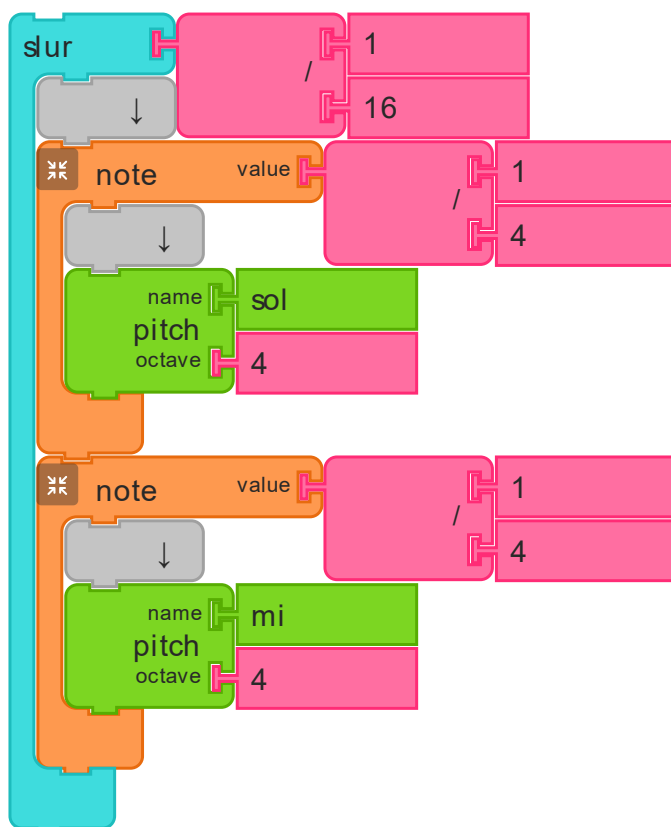 slur
1
/
16
↓
note value
1
/
4
↓
name sol
pitch
octave 4
note value
1
/
4
↓
name mi
pitch
octave 4